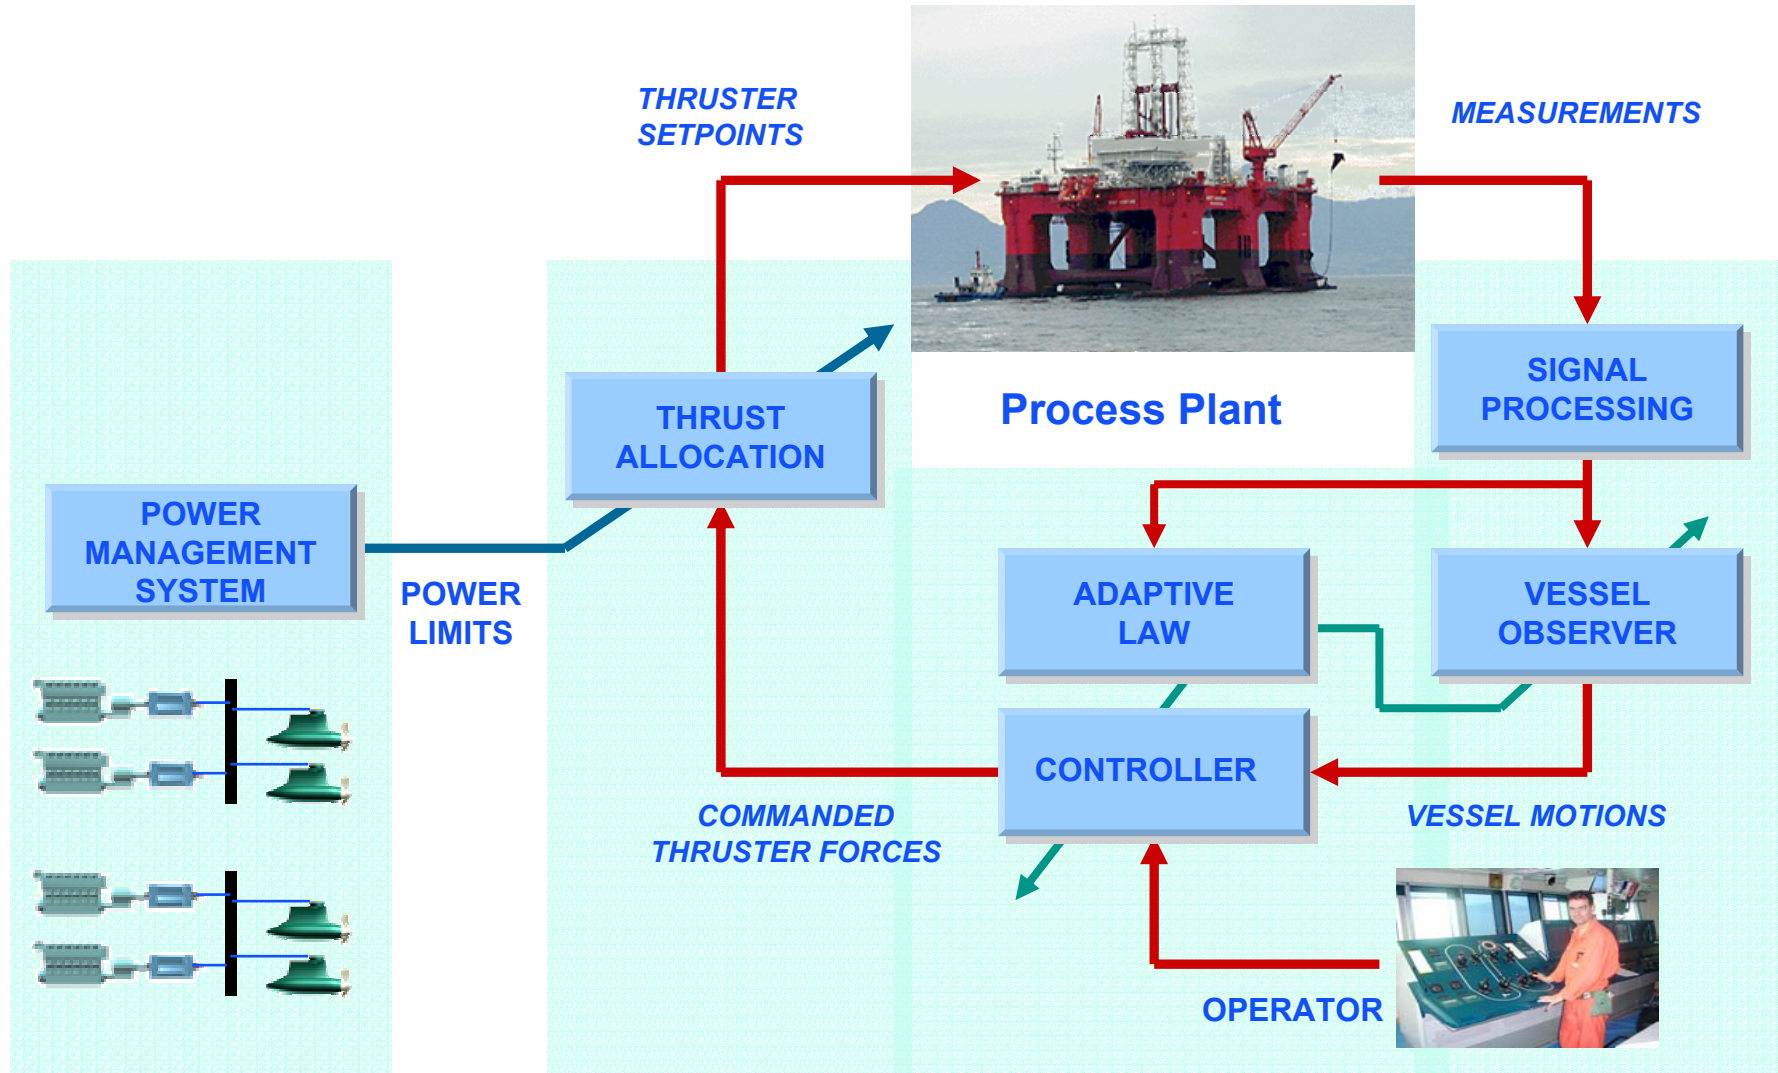 THRUSTER
SETPOINTS
MEASUREMENTS
SIGNAL
PROCESSING
Process Plant
THRUST
ALLOCATION
POWER
MANAGEMENT
SYSTEM
POWER
LIMITS
ADAPTIVE
LAW
VESSEL
OBSERVER
CONTROLLER
COMMANDED
THRUSTER FORCES
VESSEL MOTIONS
OPERATOR